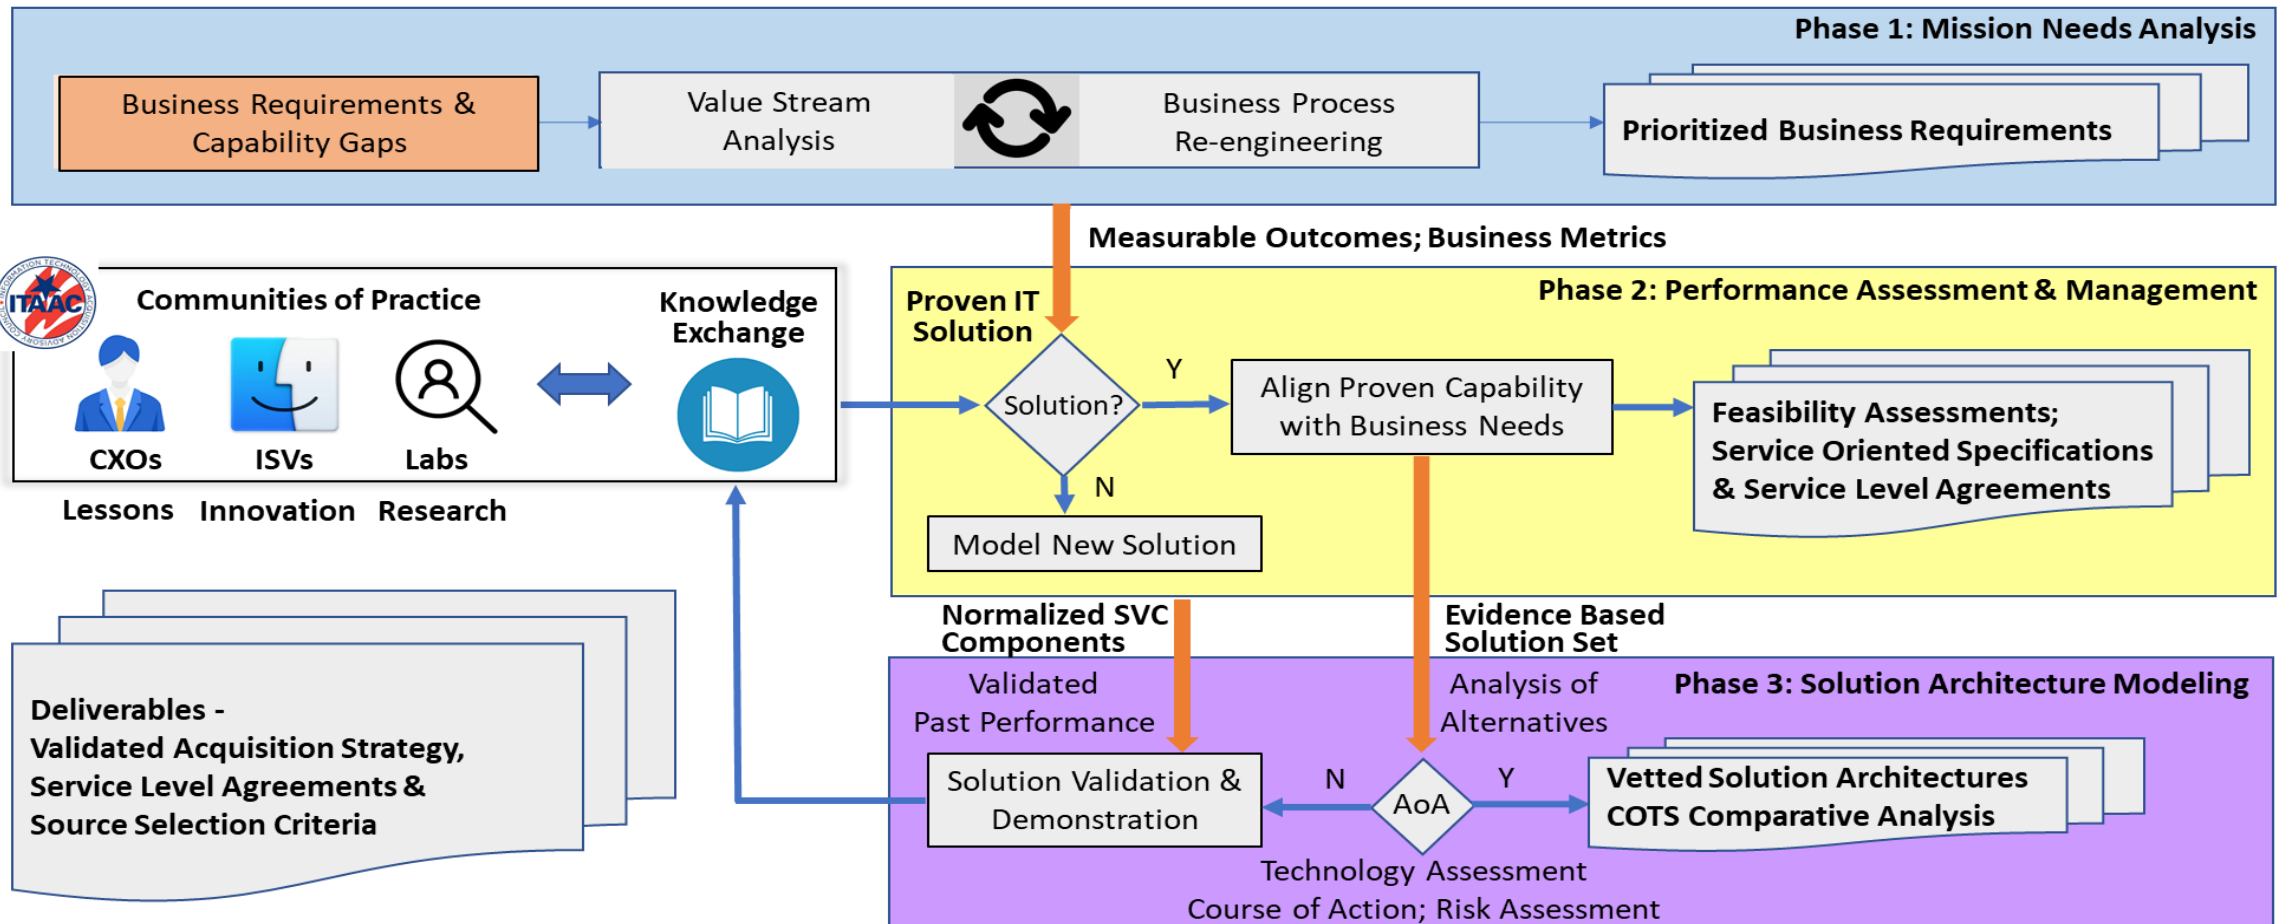 Phase 1: Mission Needs Analysis
Business Requirements &
Capability Gaps
Value Stream
Analysis
Business Process
Re-engineering
Prioritized Business Requirements
Measurable Outcomes; Business Metrics
INFORMATION TECHNOLOGY ACQUISITION ADVISORY COUNCIL
ITAAC
Communities of Practice
Knowledge
Exchange
CXOs
ISVs
Labs
Lessons
Innovation
Research
Phase 2: Performance Assessment & Management
Proven IT
Solution
Solution?
Y
N
Align Proven Capability
with Business Needs
Feasibility Assessments;
Service Oriented Specifications
& Service Level Agreements
Model New Solution
Normalized SVC
Components
Evidence Based
Solution Set
Deliverables -
Validated Acquisition Strategy,
Service Level Agreements &
Source Selection Criteria
Phase 3: Solution Architecture Modeling
Validated
Past Performance
Analysis of
Alternatives
Solution Validation &
Demonstration
N
AoA
Y
Vetted Solution Architectures
COTS Comparative Analysis
Technology Assessment
Course of Action; Risk Assessment